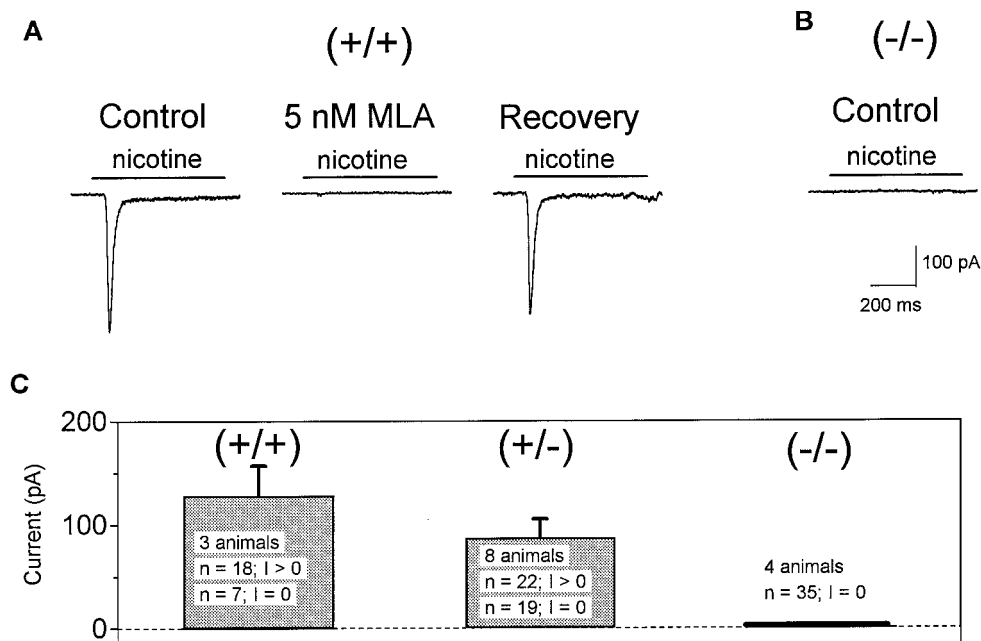 A
(+/+)
B
(-/-)
Control
5 nM MLA
Recovery
Control
nicotine
nicotine
nicotine
nicotine
100 pA
200 ms
C
200
100
0
Current (pA)
(+/+)
(+/-)
(-/-)
3 animals
n = 18; I > 0
n = 7; I = 0
8 animals
n = 22; I > 0
n = 19; I = 0
4 animals
n = 35; I = 0